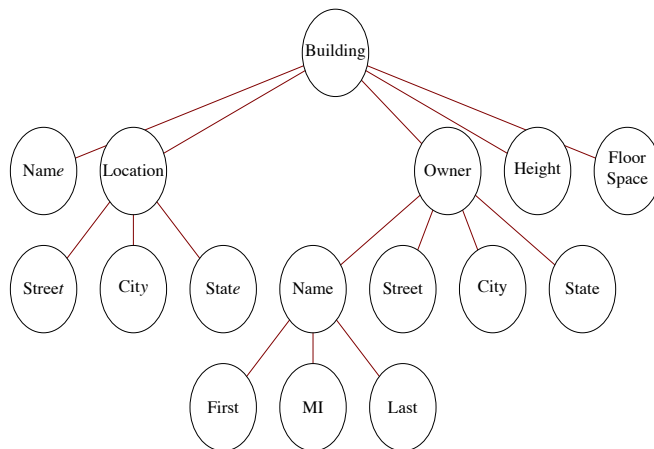 Building
Name
Location
Owner
Height
Floor
Space
Street
City
State
Name
Street
City
State
First
MI
Last